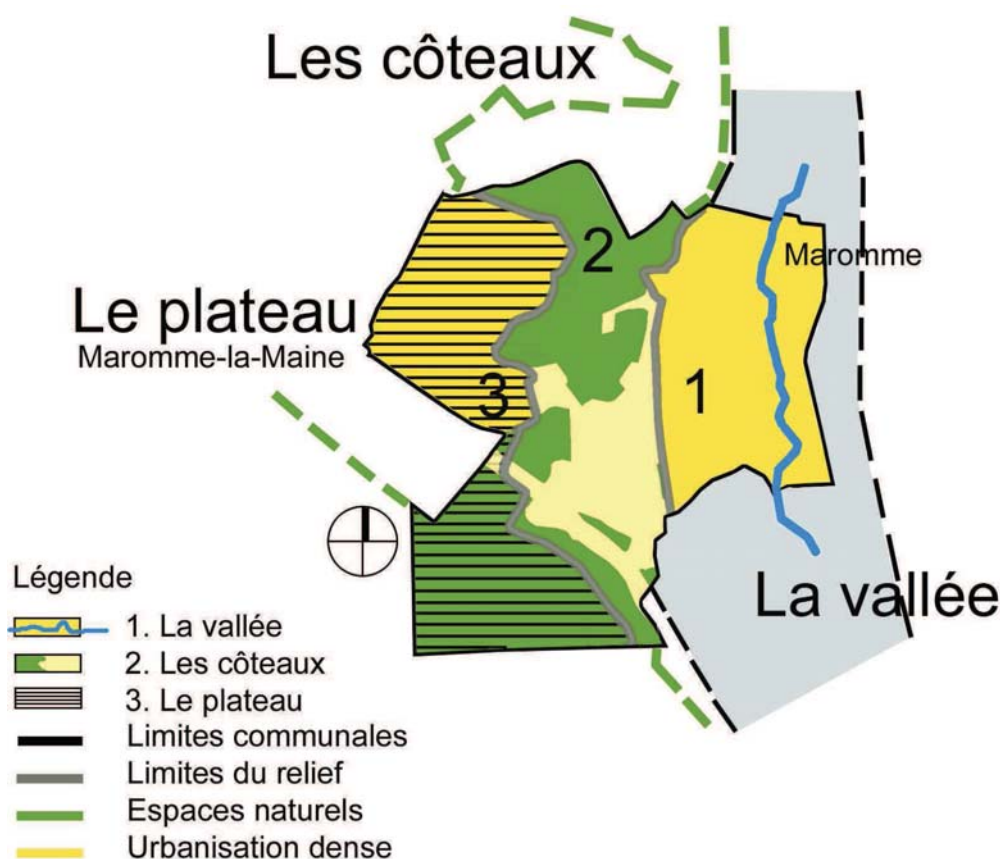 Les côteaux
2
Maromme
Le plateau
Maromme-la-Maine
3
1
La vallée
Légende
1. La vallée
2. Les côteaux
3. Le plateau
Limites communales
Limites du relief
Espaces naturels
Urbanisation dense